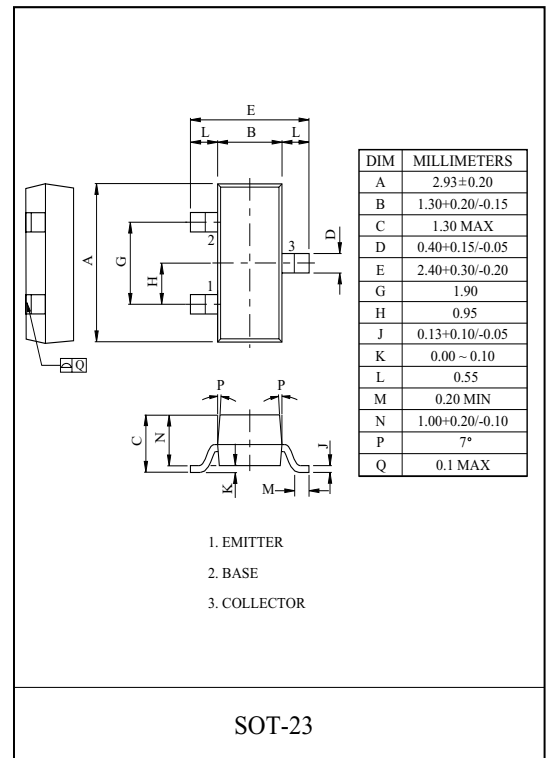 E
L B L
A
G
H
2
1
3
D
Q
P P
C
N
K
M
J
DIM MILLIMETERS
A 2.93±0.20
B 1.30+0.20/-0.15
C 1.30 MAX
D 0.40+0.15/-0.05
E 2.40+0.30/-0.20
G 1.90
H 0.95
J 0.13+0.10/-0.05
K 0.00 ~ 0.10
L 0.55
M 0.20 MIN
N 1.00+0.20/-0.10
P 7°
Q 0.1 MAX
1. EMITTER
2. BASE
3. COLLECTOR
SOT-23